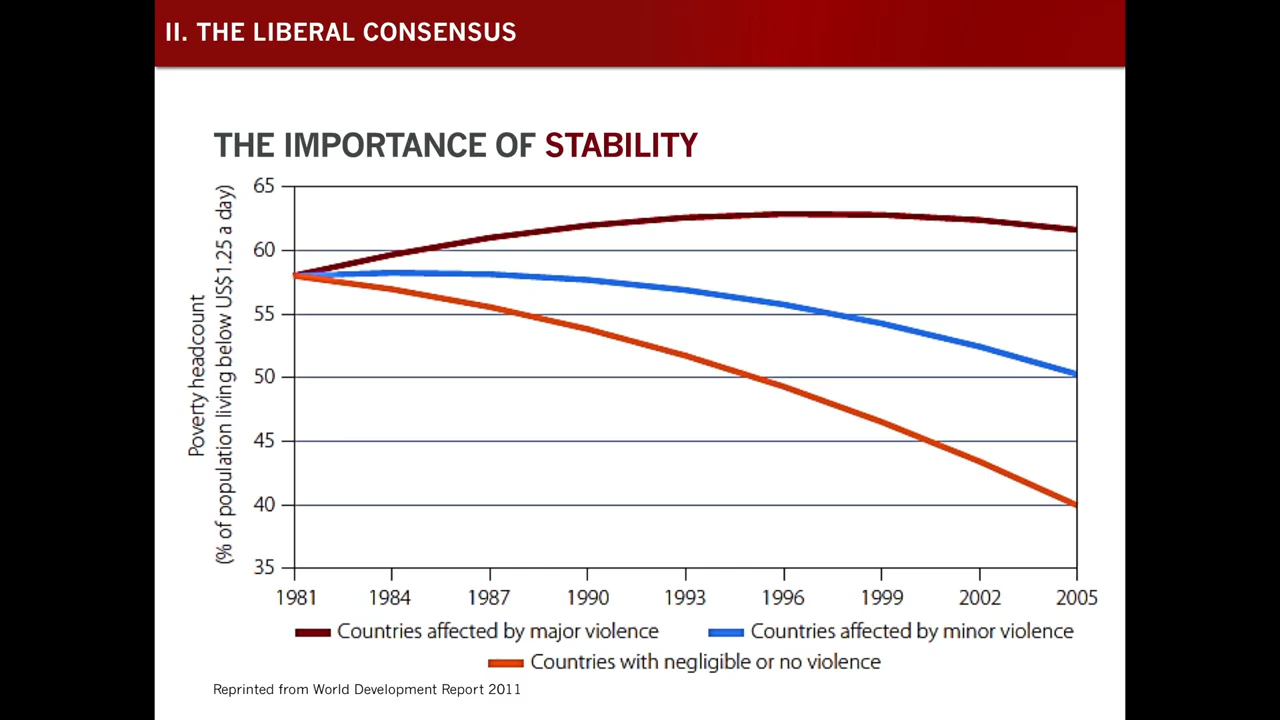 II. THE LIBERAL CONSENSUS
THE IMPORTANCE OF STABILITY
Poverty headcount
(% of population living below US$1.25 a day)
65
60
55
50
45
40
35
1981 1984 1987 1990 1993 1996 1999 2002 2005
Countries affected by major violence Countries affected by minor violence
Countries with negligible or no violence
Reprinted from World Development Report 2011